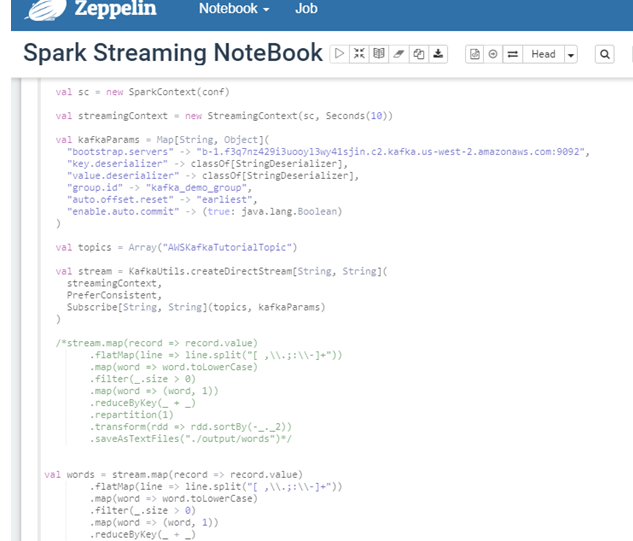 Zeppelin Notebook Job
Spark Streaming NoteBook Head
val sc = new SparkContext(conf)
val streamingContext = new StreamingContext(sc, Seconds(10))
val kafkaParams = Map[String, Object](
"bootstrap.servers" -> "b-1.f3q7nz429i3uooyl3wy41sjin.c2.kafka.us-west-2.amazonaws.com:9092",
"key.deserializer" -> classOf[StringDeserializer],
"value.deserializer" -> classOf[StringDeserializer],
"group.id" -> "kafka_demo_group",
"auto.offset.reset" -> "earliest",
"enable.auto.commit" -> (true: java.lang.Boolean)
)
val topics = Array("AWSKafkaTutorialTopic")
val stream = KafkaUtils.createDirectStream[String, String](
streamingContext,
PreferConsistent,
Subscribe[String, String](topics, kafkaParams)
)
/*stream.map(record => record.value)
.flatMap(line => line.split("[ ,\\.;:\\-]+"))
.map(word => word.toLowerCase)
.filter(_.size > 0)
.map(word => (word, 1))
.reduceByKey(_ + _)
.repartition(1)
.transform(rdd => rdd.sortBy(-_._2))
.saveAsTextFiles("./output/words")*/
val words = stream.map(record => record.value)
.flatMap(line => line.split("[ ,\\.;:\\-]+"))
.map(word => word.toLowerCase)
.filter(_.size > 0)
.map(word => (word, 1))
.reduceByKey(_ + _)